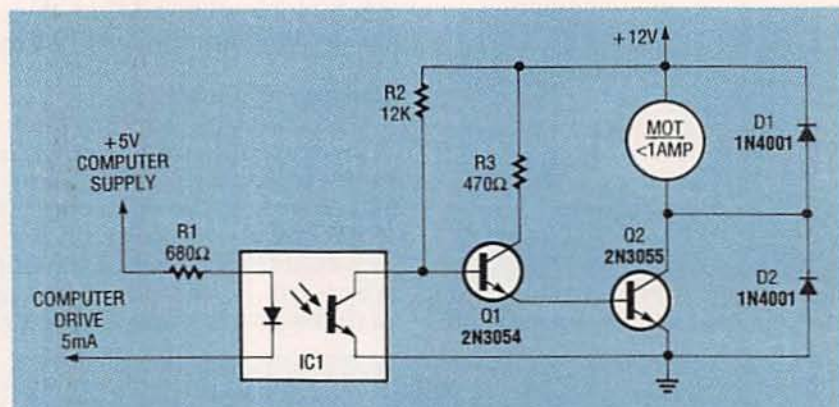 +12V
R2
12K
D1
1N4001
MOT
<1AMP
+5V
COMPUTER
SUPPLY
R3
470Ω
R1
680Ω
Q2
2N3055
D2
1N4001
COMPUTER
DRIVE
5mA
Q1
2N3054
IC1